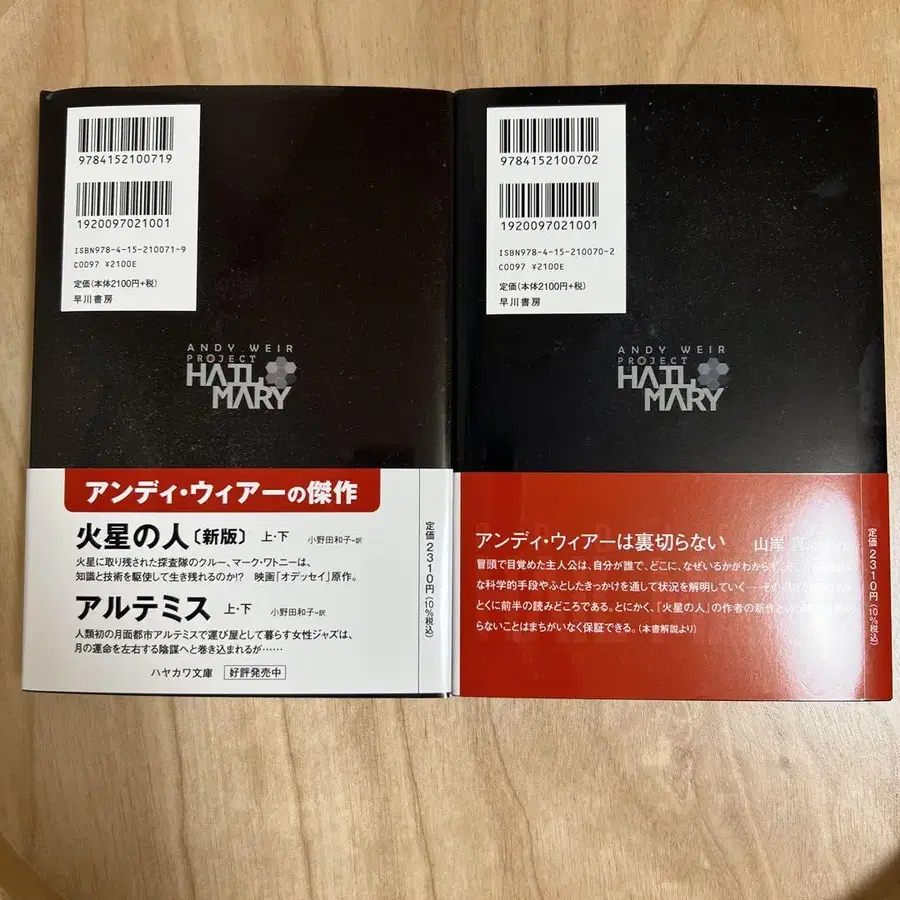 9784152100719
1920097021001
ISBN978-4-15-210071-9
C0097 ¥2100E
定価(本体2100円+税)
早川書房
ANDY WEIR
PROJECT
HAIL
MARY
アンディ・ウィアーの傑作
火星の人〔新版〕 上・下 小野田和子=訳
火星に取り残された探査隊のクルー、マーク・ワトニーは、
知識と技術を駆使して生き残れるのか!? 映画「オデッセイ」原作。
アルテミス 上・下 小野田和子=訳
人類初の月面都市アルテミスで運び屋として暮らす女性ジャズは、
月の運命を左右する陰謀へと巻き込まれるが……
ハヤカワ文庫 好評発売中
定価2310円(10%税込)
9784152100702
1920097021001
ISBN978-4-15-210070-2
C0097 ¥2100E
定価(本体2100円+税)
早川書房
ANDY WEIR
PROJECT
HAIL
MARY
アンディ・ウィアーは裏切らない 山岸
冒頭で目覚めた主人公は、自分が誰で、どこに、なぜいるかがわからず、
な科学的手段やふとしたきっかけを通して状況を解明していく――そ
とくに前半の読みどころである。とにかく、『火星の人』の作者の新作とい
らないことはまちがいなく保証できる。(本書解説より)
定価2310円(10%税込)